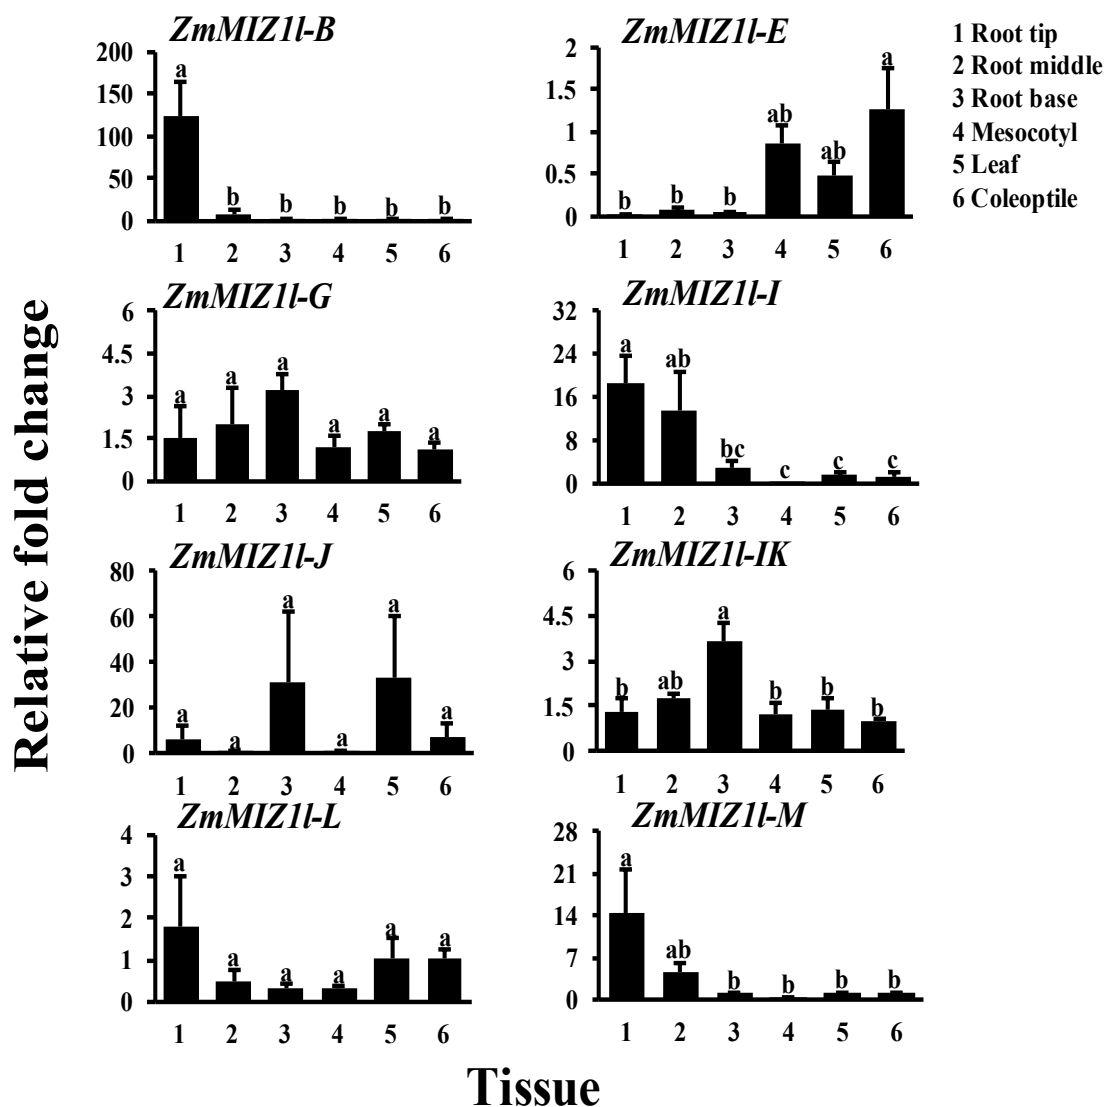 ZmMIZ1l-B
200
150
100
50
0
a
b
b
b
b
b
1 2 3 4 5 6
ZmMIZ1l-E
2
1.5
1
0.5
0
b
b
b
ab
ab
a
1 2 3 4 5 6
1 Root tip
2 Root middle
3 Root base
4 Mesocotyl
5 Leaf
6 Coleoptile
Relative fold change
ZmMIZ1l-G
6
4.5
3
1.5
0
a
a
a
a
a
a
1 2 3 4 5 6
ZmMIZ1l-I
32
24
16
8
0
a
ab
bc
c
c
c
1 2 3 4 5 6
ZmMIZ1l-J
80
60
40
20
0
a
a
a
a
a
a
1 2 3 4 5 6
ZmMIZ1l-IK
6
4.5
3
1.5
0
b
ab
a
b
b
b
1 2 3 4 5 6
ZmMIZ1l-L
4
3
2
1
0
a
a
a
a
a
a
1 2 3 4 5 6
ZmMIZ1l-M
28
21
14
7
0
a
ab
b
b
b
b
1 2 3 4 5 6
Tissue